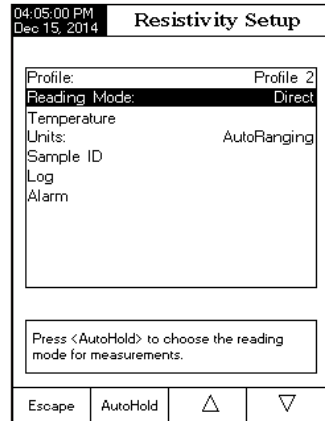 04:05:00 PM
Dec 15, 2014
Resistivity Setup
Profile: Profile 2
Reading Mode: Direct
Temperature
Units: AutoRanging
Sample ID
Log
Alarm
Press <AutoHold> to choose the reading
mode for measurements.
Escape AutoHold △ ▽